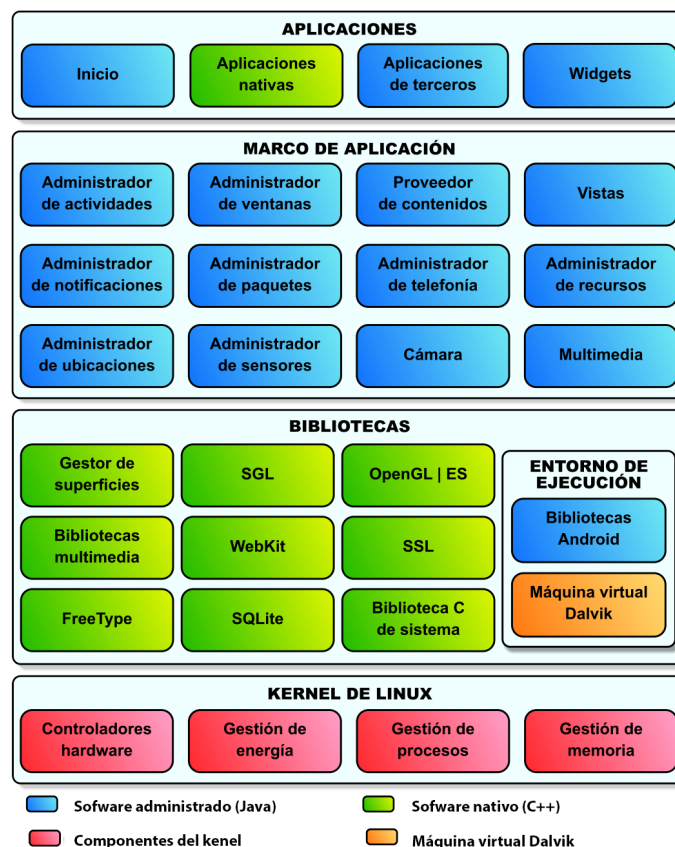 APLICACIONES
Inicio
Aplicaciones
nativas
Aplicaciones
de terceros
Widgets
MARCO DE APLICACIÓN
Administrador
de actividades
Administrador
de ventanas
Proveedor
de contenidos
Vistas
Administrador
de notificaciones
Administrador
de paquetes
Administrador
de telefonía
Administrador
de recursos
Administrador
de ubicaciones
Administrador
de sensores
Cámara
Multimedia
BIBLIOTECAS
Gestor de
superficies
SGL
OpenGL | ES
Bibliotecas
multimedia
WebKit
SSL
FreeType
SQLite
Biblioteca C
de sistema
ENTORNO DE
EJECUCIÓN
Bibliotecas
Android
Máquina virtual
Dalvik
KERNEL DE LINUX
Controladores
hardware
Gestión de
energía
Gestión de
procesos
Gestión de
memoria
Sofware administrado (Java)
Sofware nativo (C++)
Componentes del kenel
Máquina virtual Dalvik